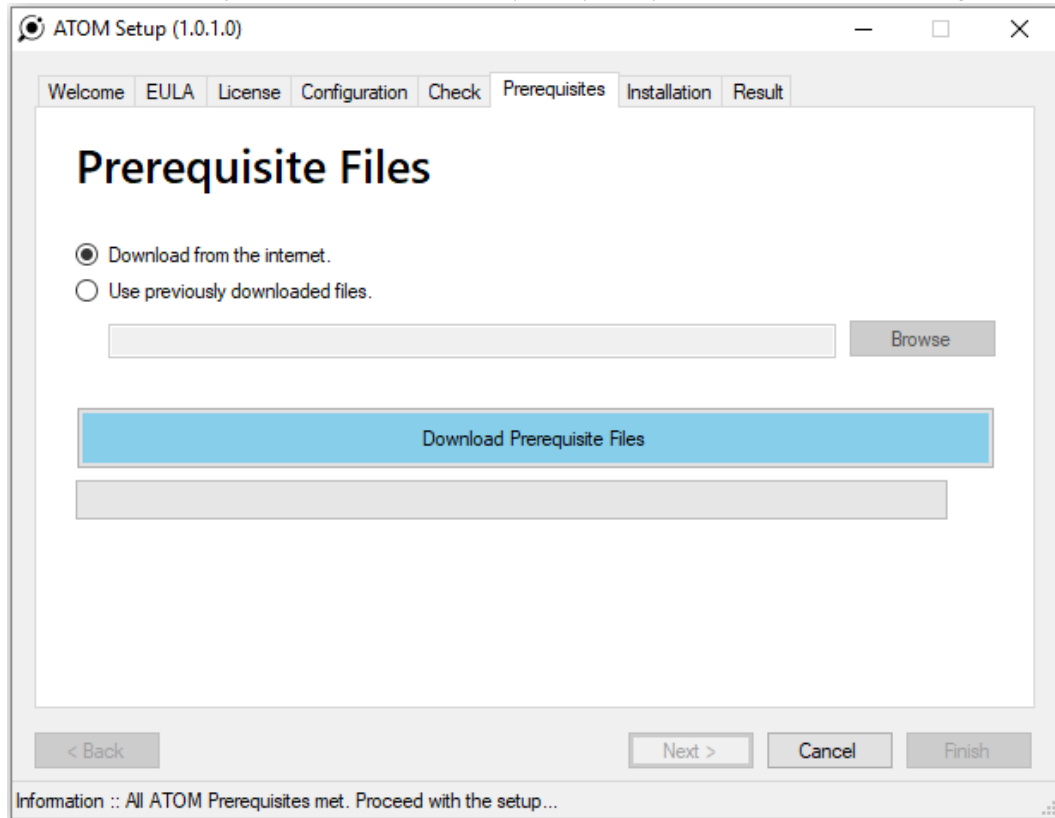 ATOM Setup (1.0.1.0)
Welcome EULA License Configuration Check Prerequisites Installation Result
Prerequisite Files
Download from the internet.
Use previously downloaded files.
Browse
Download Prerequisite Files
< Back Next > Cancel Finish
Information :: All ATOM Prerequisites met. Proceed with the setup...